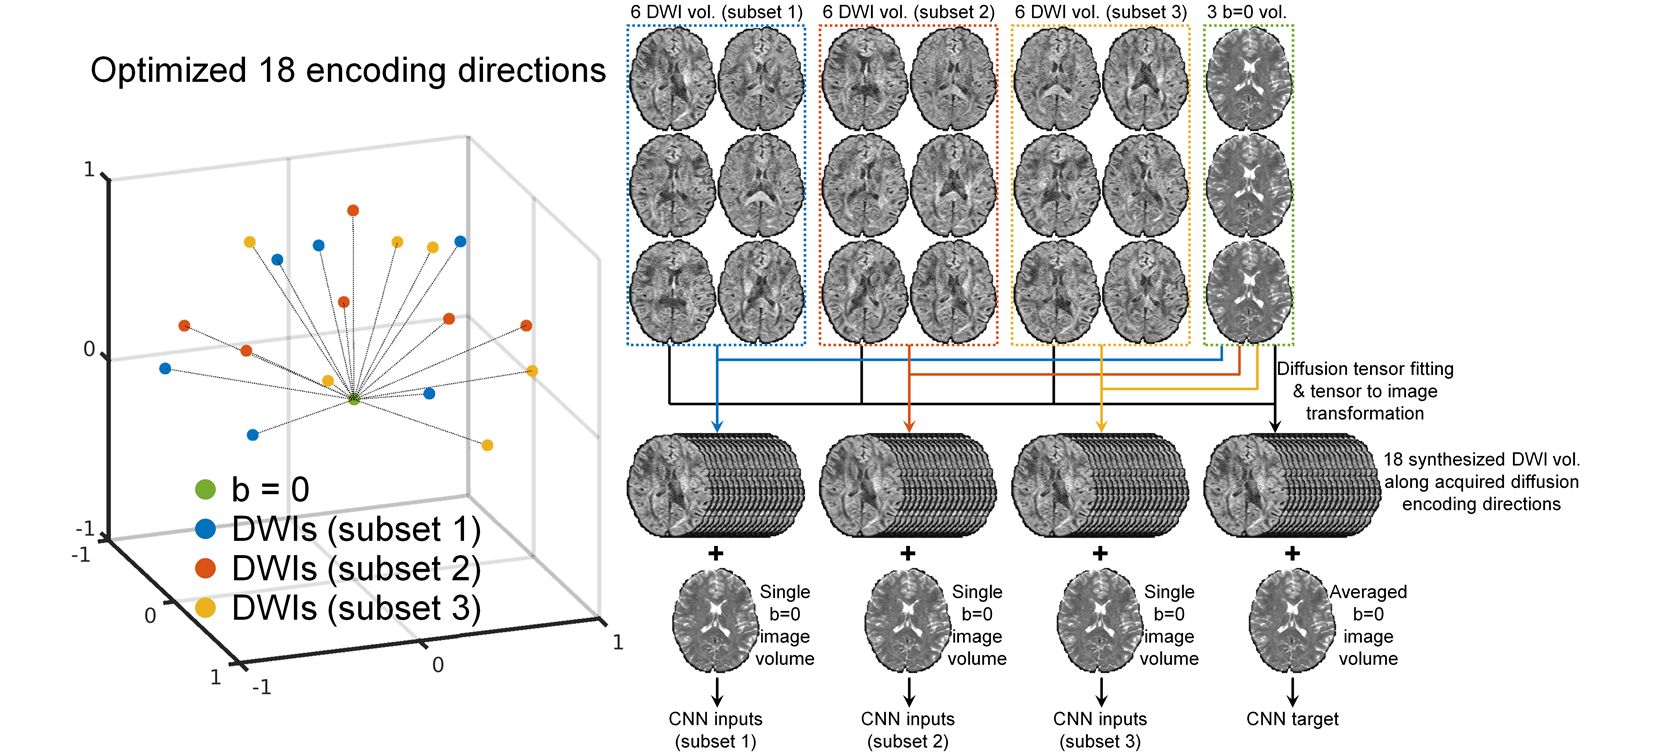 Optimized 18 encoding directions
1
0
-1
-1
0
1
-1
0
1
b = 0
DWIs (subset 1)
DWIs (subset 2)
DWIs (subset 3)
6 DWI vol. (subset 1)
6 DWI vol. (subset 2)
6 DWI vol. (subset 3)
3 b=0 vol.
Diffusion tensor fitting
& tensor to image
transformation
18 synthesized DWI vol.
along acquired diffusion
encoding directions
+
+
+
+
Single
b=0
image
volume
Single
b=0
image
volume
Single
b=0
image
volume
Averaged
b=0
image
volume
CNN inputs
(subset 1)
CNN inputs
(subset 2)
CNN inputs
(subset 3)
CNN target